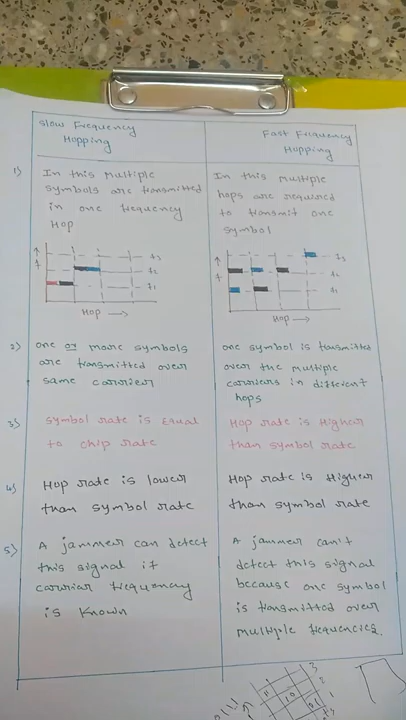 Slow Frequency
Hopping
Fast Frequency
Hopping
1)
In this Multiple
symbols are transmitted
in one frequency
Hop
In this Multiple
hops are required
to transmit one
symbol
f
f3
f2
f1
Hop
f
f3
f2
f1
Hop
2)
one or more symbols
are transmitted over
same carrier
one symbol is transmitted
over the multiple
carriers in different
hops
3)
symbol rate is Equal
to chip rate
Hop rate is Higher
than symbol rate
4)
Hop rate is lower
than symbol rate
Hop rate is Higher
than symbol rate
5)
A jammer can detect
this signal if
carrier frequency
is known
A jammer can't
detect this signal
because one symbol
is transmitted over
multiple frequencies.